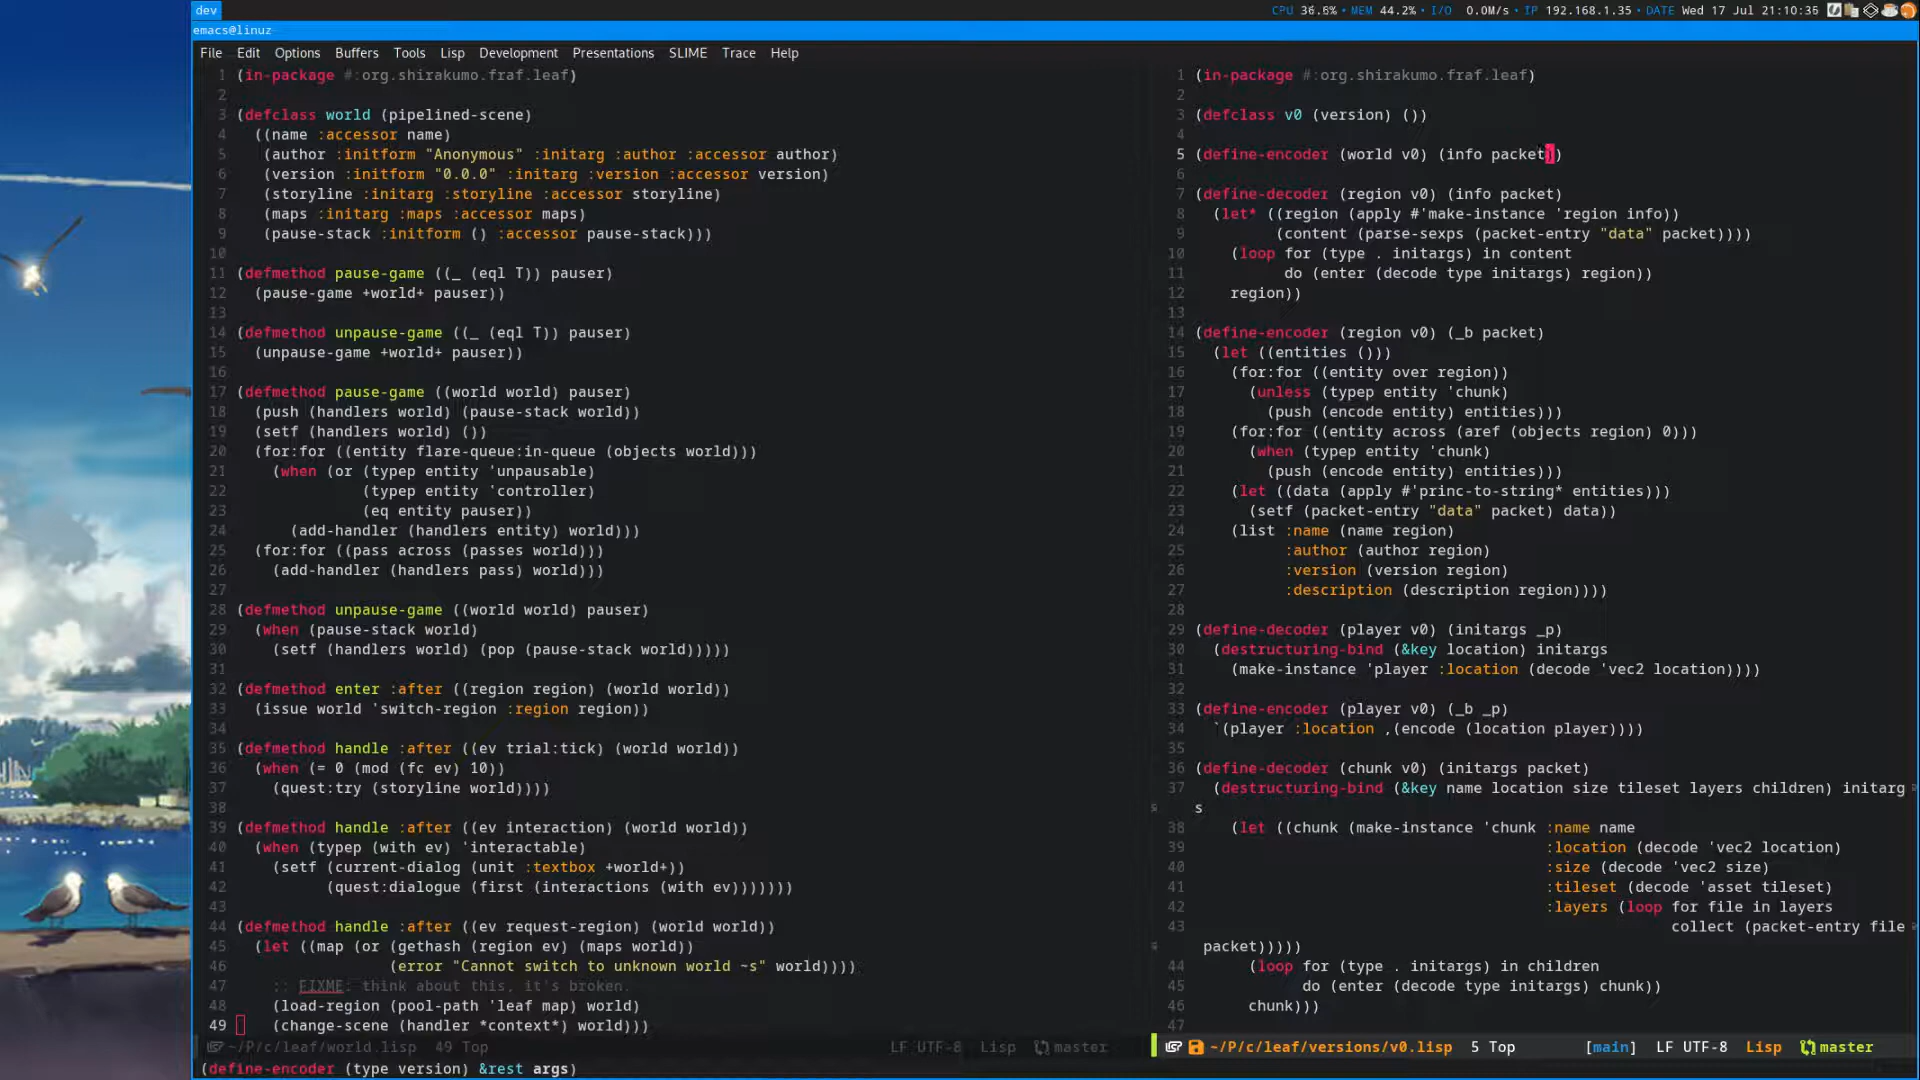 dev
CPU 36.6% • MEM 44.2% • I/O 0.0M/s • IP 192.168.1.35 • DATE Wed 17 Jul 21:10:36
emacs@linuz
File Edit Options Buffers Tools Lisp Development Presentations SLIME Trace Help
1 (in-package #:org.shirakumo.fraf.leaf)
2
3 (defclass world (pipelined-scene)
4   ((name :accessor name)
5    (author :initform "Anonymous" :initarg :author :accessor author)
6    (version :initform "0.0.0" :initarg :version :accessor version)
7    (storyline :initarg :storyline :accessor storyline)
8    (maps :initarg :maps :accessor maps)
9    (pause-stack :initform () :accessor pause-stack)))
10
11 (defmethod pause-game ((_ (eql T)) pauser)
12   (pause-game +world+ pauser))
13
14 (defmethod unpause-game ((_ (eql T)) pauser)
15   (unpause-game +world+ pauser))
16
17 (defmethod pause-game ((world world) pauser)
18   (push (handlers world) (pause-stack world))
19   (setf (handlers world) ())
20   (for:for ((entity flare-queue:in-queue (objects world)))
21     (when (or (typep entity 'unpausable)
22               (typep entity 'controller)
23               (eq entity pauser))
24       (add-handler (handlers entity) world)))
25   (for:for ((pass across (passes world)))
26     (add-handler (handlers pass) world)))
27
28 (defmethod unpause-game ((world world) pauser)
29   (when (pause-stack world)
30     (setf (handlers world) (pop (pause-stack world)))))
31
32 (defmethod enter :after ((region region) (world world))
33   (issue world 'switch-region :region region))
34
35 (defmethod handle :after ((ev trial:tick) (world world))
36   (when (= 0 (mod (fc ev) 10))
37     (quest:try (storyline world))))
38
39 (defmethod handle :after ((ev interaction) (world world))
40   (when (typep (with ev) 'interactable)
41     (setf (current-dialog (unit :textbox +world+))
42           (quest:dialogue (first (interactions (with ev)))))))
43
44 (defmethod handle :after ((ev request-region) (world world))
45   (let ((map (or (gethash (region ev) (maps world))
46                  (error "Cannot switch to unknown world ~s" world))))
47     ;; FIXME: think about this, it's broken.
48     (load-region (pool-path 'leaf map) world)
49     (change-scene (handler *context*) world)))
~/P/c/leaf/world.lisp 49 Top LF UTF-8 Lisp master
1 (in-package #:org.shirakumo.fraf.leaf)
2
3 (defclass v0 (version) ())
4
5 (define-encoder (world v0) (info packet))
6
7 (define-decoder (region v0) (info packet)
8   (let* ((region (apply #'make-instance 'region info))
9          (content (parse-sexps (packet-entry "data" packet))))
10     (loop for (type . initargs) in content
11           do (enter (decode type initargs) region))
12     region))
13
14 (define-encoder (region v0) (_b packet)
15   (let ((entities ()))
16     (for:for ((entity over region))
17       (unless (typep entity 'chunk)
18         (push (encode entity) entities)))
19     (for:for ((entity across (aref (objects region) 0)))
20       (when (typep entity 'chunk)
21         (push (encode entity) entities)))
22     (let ((data (apply #'princ-to-string* entities)))
23       (setf (packet-entry "data" packet) data))
24     (list :name (name region)
25           :author (author region)
26           :version (version region)
27           :description (description region))))
28
29 (define-decoder (player v0) (initargs _p)
30   (destructuring-bind (&key location) initargs
31     (make-instance 'player :location (decode 'vec2 location))))
32
33 (define-encoder (player v0) (_b _p)
34   `(player :location ,(encode (location player))))
35
36 (define-decoder (chunk v0) (initargs packet)
37   (destructuring-bind (&key name location size tileset layers children) initarg
s
38     (let ((chunk (make-instance 'chunk :name name
39                                        :location (decode 'vec2 location)
40                                        :size (decode 'vec2 size)
41                                        :tileset (decode 'asset tileset)
42                                        :layers (loop for file in layers
43                                                      collect (packet-entry file
packet)))))
44       (loop for (type . initargs) in children
45             do (enter (decode type initargs) chunk))
46       chunk)))
47
~/P/c/leaf/versions/v0.lisp 5 Top [main] LF UTF-8 Lisp master
(define-encoder (type version) &rest args)